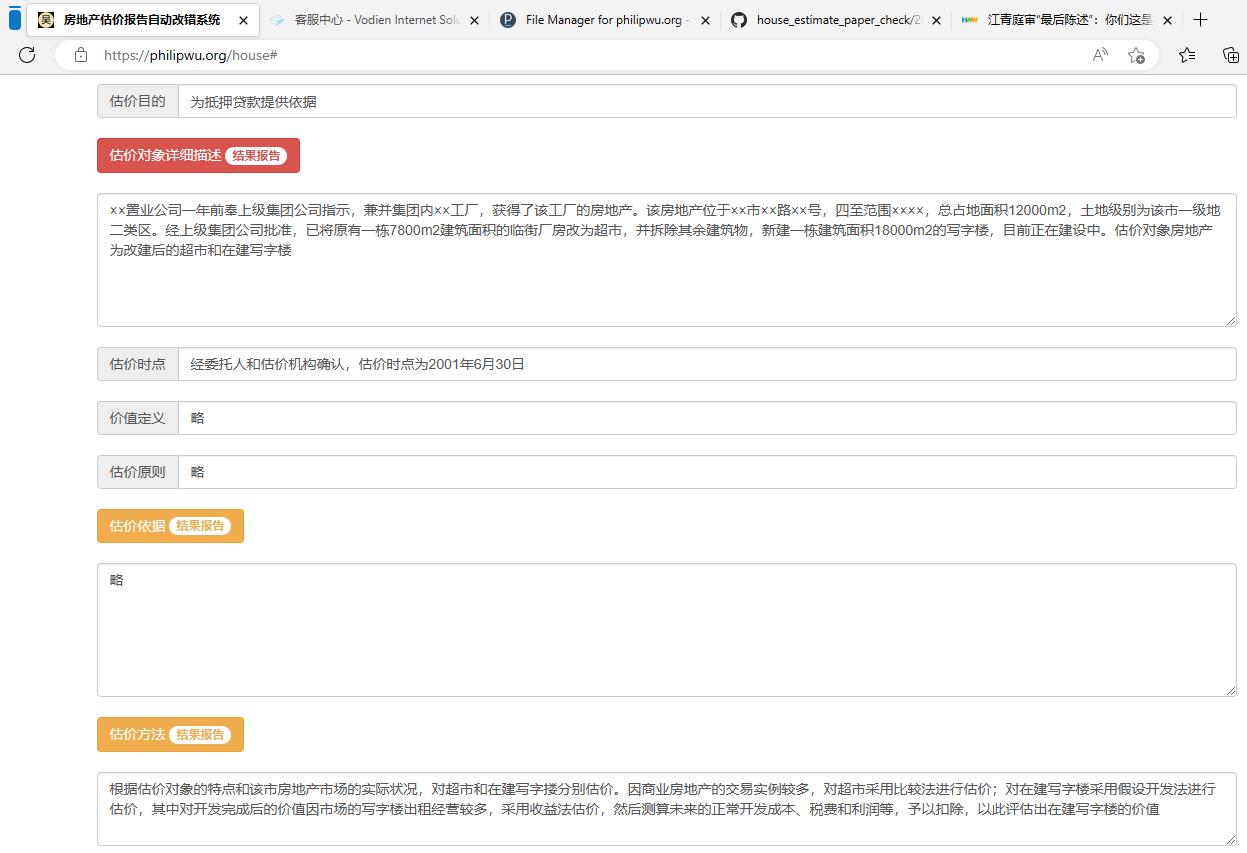 房地产估价报告自动改错系统
客服中心 - Vodien Internet Solu
File Manager for philipwu.org -
house_estimate_paper_check/2
江青庭审“最后陈述”：你们这是
https://philipwu.org/house#
估价目的 为抵押贷款提供依据
估价对象详细描述 结果报告
××置业公司一年前奉上级集团公司指示，兼并集团内××工厂，获得了该工厂的房地产。该房地产位于××市××路××号，四至范围××××，总占地面积12000m2，土地级别为该市一级地
二类区。经上级集团公司批准，已将原有一栋7800m2建筑面积的临街厂房改为超市，并拆除其余建筑物，新建一栋建筑面积18000m2的写字楼，目前正在建设中。估价对象房地产
为改建后的超市和在建写字楼
估价时点 经委托人和估价机构确认，估价时点为2001年6月30日
价值定义 略
估价原则 略
估价依据 结果报告
略
估价方法 结果报告
根据估价对象的特点和该市房地产市场的实际状况，对超市和在建写字搂分别估价。因商业房地产的交易实例较多，对超市采用比较法进行估价；对在建写字楼采用假设开发法进行
估价，其中对开发完成后的价值因市场的写字楼出租经营较多，采用收益法估价，然后测算未来的正常开发成本、税费和利润等，予以扣除，以此评估出在建写字楼的价值